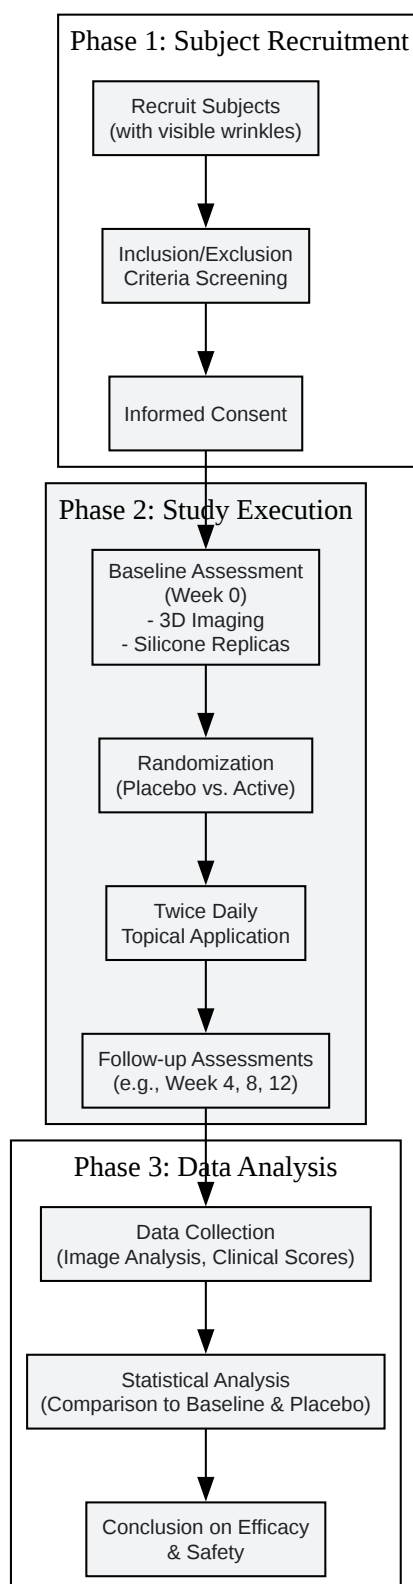 Phase 1: Subject Recruitment
Recruit Subjects
(with visible wrinkles)
Inclusion/Exclusion
Criteria Screening
Informed Consent
Phase 2: Study Execution
Baseline Assessment
(Week 0)
- 3D Imaging
- Silicone Replicas
Randomization
(Placebo vs. Active)
Twice Daily
Topical Application
Follow-up Assessments
(e.g., Week 4, 8, 12)
Phase 3: Data Analysis
Data Collection
(Image Analysis, Clinical Scores)
Statistical Analysis
(Comparison to Baseline & Placebo)
Conclusion on Efficacy
& Safety